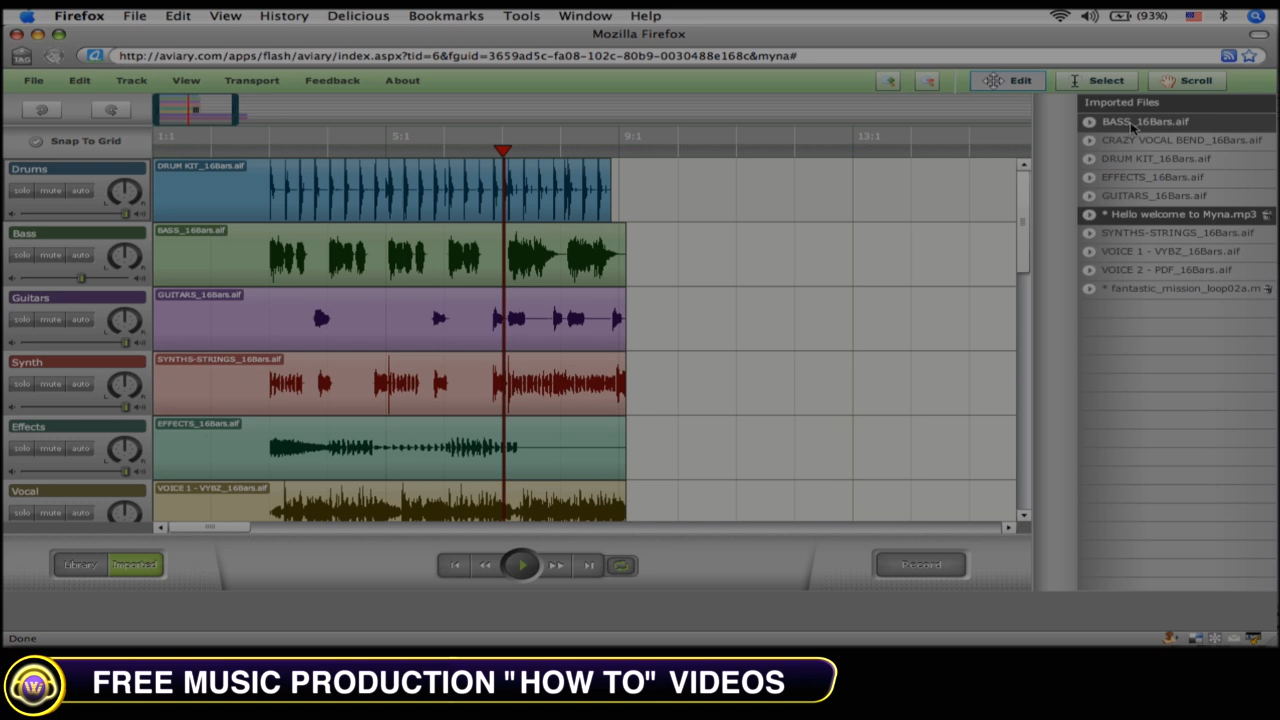 Firefox File Edit View History Delicious Bookmarks Tools Window Help (93%)
Mozilla Firefox
TAG http://aviary.com/apps/flash/aviary/index.aspx?tid=6&fguid=3659ad5c-fa08-102c-80b9-0030488e168c&myna#
File Edit Track View Transport Feedback About Edit Select Scroll
Imported Files
Snap To Grid 1:1 5:1 9:1 13:1
BASS_16Bars.aif
CRAZY VOCAL BEND_16Bars.aif
DRUM KIT_16Bars.aif
EFFECTS_16Bars.aif
GUITARS_16Bars.aif
* Hello welcome to Myna.mp3
SYNTHS-STRINGS_16Bars.aif
VOICE 1 - VYBZ_16Bars.aif
VOICE 2 - PDF_16Bars.aif
* fantastic_mission_loop02a.m
Drums
solo mute auto
DRUM KIT_16Bars.aif
Bass
solo mute auto
BASS_16Bars.aif
Guitars
solo mute auto
GUITARS_16Bars.aif
Synth
solo mute auto
SYNTHS-STRINGS_16Bars.aif
Effects
solo mute auto
EFFECTS_16Bars.aif
Vocal
solo mute auto
VOICE 1 - VYBZ_16Bars.aif
Library Imported Record
Done
FREE MUSIC PRODUCTION "HOW TO" VIDEOS